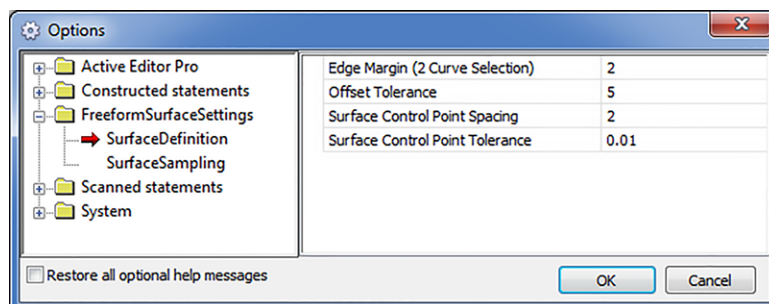 Options
Active Editor Pro
Constructed statements
FreeformSurfaceSettings
SurfaceDefinition
SurfaceSampling
Scanned statements
System
Edge Margin (2 Curve Selection) 2
Offset Tolerance 5
Surface Control Point Spacing 2
Surface Control Point Tolerance 0.01
Restore all optional help messages
OK Cancel